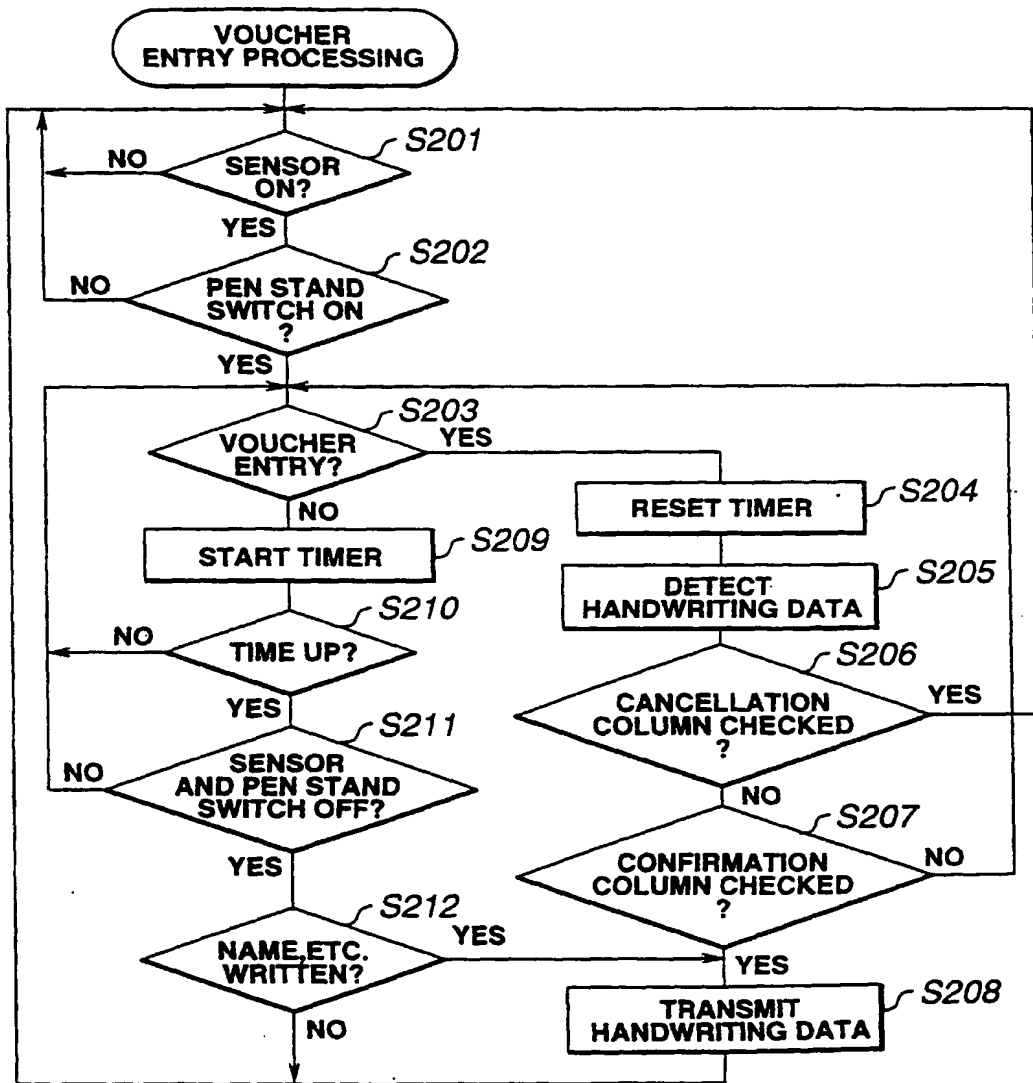 VOUCHER
ENTRY PROCESSING
S201
NO
SENSOR
ON?
YES
S202
NO
PEN STAND
SWITCH ON
?
YES
S203
VOUCHER
ENTRY?
YES
NO
S204
RESET TIMER
S209
START TIMER
S205
DETECT
HANDWRITING DATA
S210
NO
TIME UP?
YES
S206
CANCELLATION
COLUMN CHECKED
?
YES
NO
S211
SENSOR
AND PEN STAND
SWITCH OFF?
NO
YES
S207
CONFIRMATION
COLUMN CHECKED
?
NO
YES
S212
NAME,ETC.
WRITTEN?
YES
NO
S208
TRANSMIT
HANDWRITING DATA